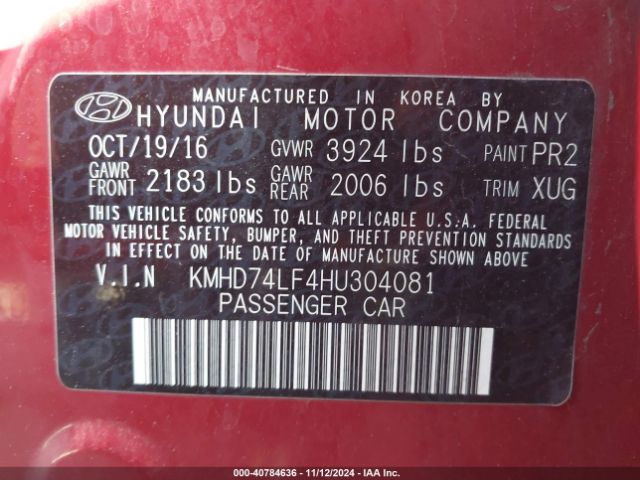 MANUFACTURED IN KOREA BY
HYUNDAI MOTOR COMPANY
OCT/19/16 GVWR 3924 lbs PAINT PR2
GAWR FRONT 2183 lbs GAWR REAR 2006 lbs TRIM XUG
THIS VEHICLE CONFORMS TO ALL APPLICABLE U.S.A. FEDERAL
MOTOR VEHICLE SAFETY, BUMPER, AND THEFT PREVENTION STANDARDS
IN EFFECT ON THE DATE OF MANUFACTURE SHOWN ABOVE.
V.I.N KMHD74LF4HU304081
PASSENGER CAR
© - 40784636 - 11/12/2024 - IAA Inc.